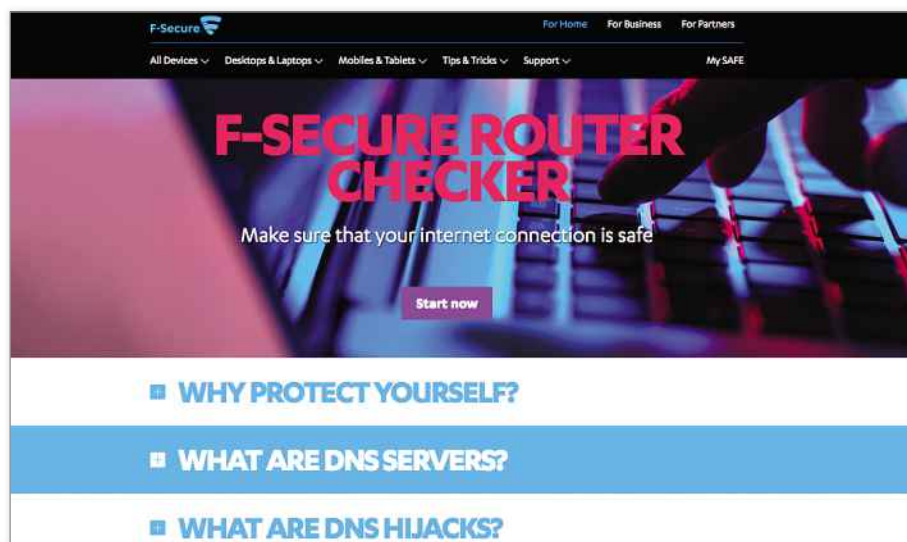 F-Secure
For Home For Business For Partners
All Devices Desktops & Laptops Mobiles & Tablets Tips & Tricks Support My SAFE
F-SECURE ROUTER
CHECKER
Make sure that your internet connection is safe
Start now
WHY PROTECT YOURSELF?
WHAT ARE DNS SERVERS?
WHAT ARE DNS HIJACKS?